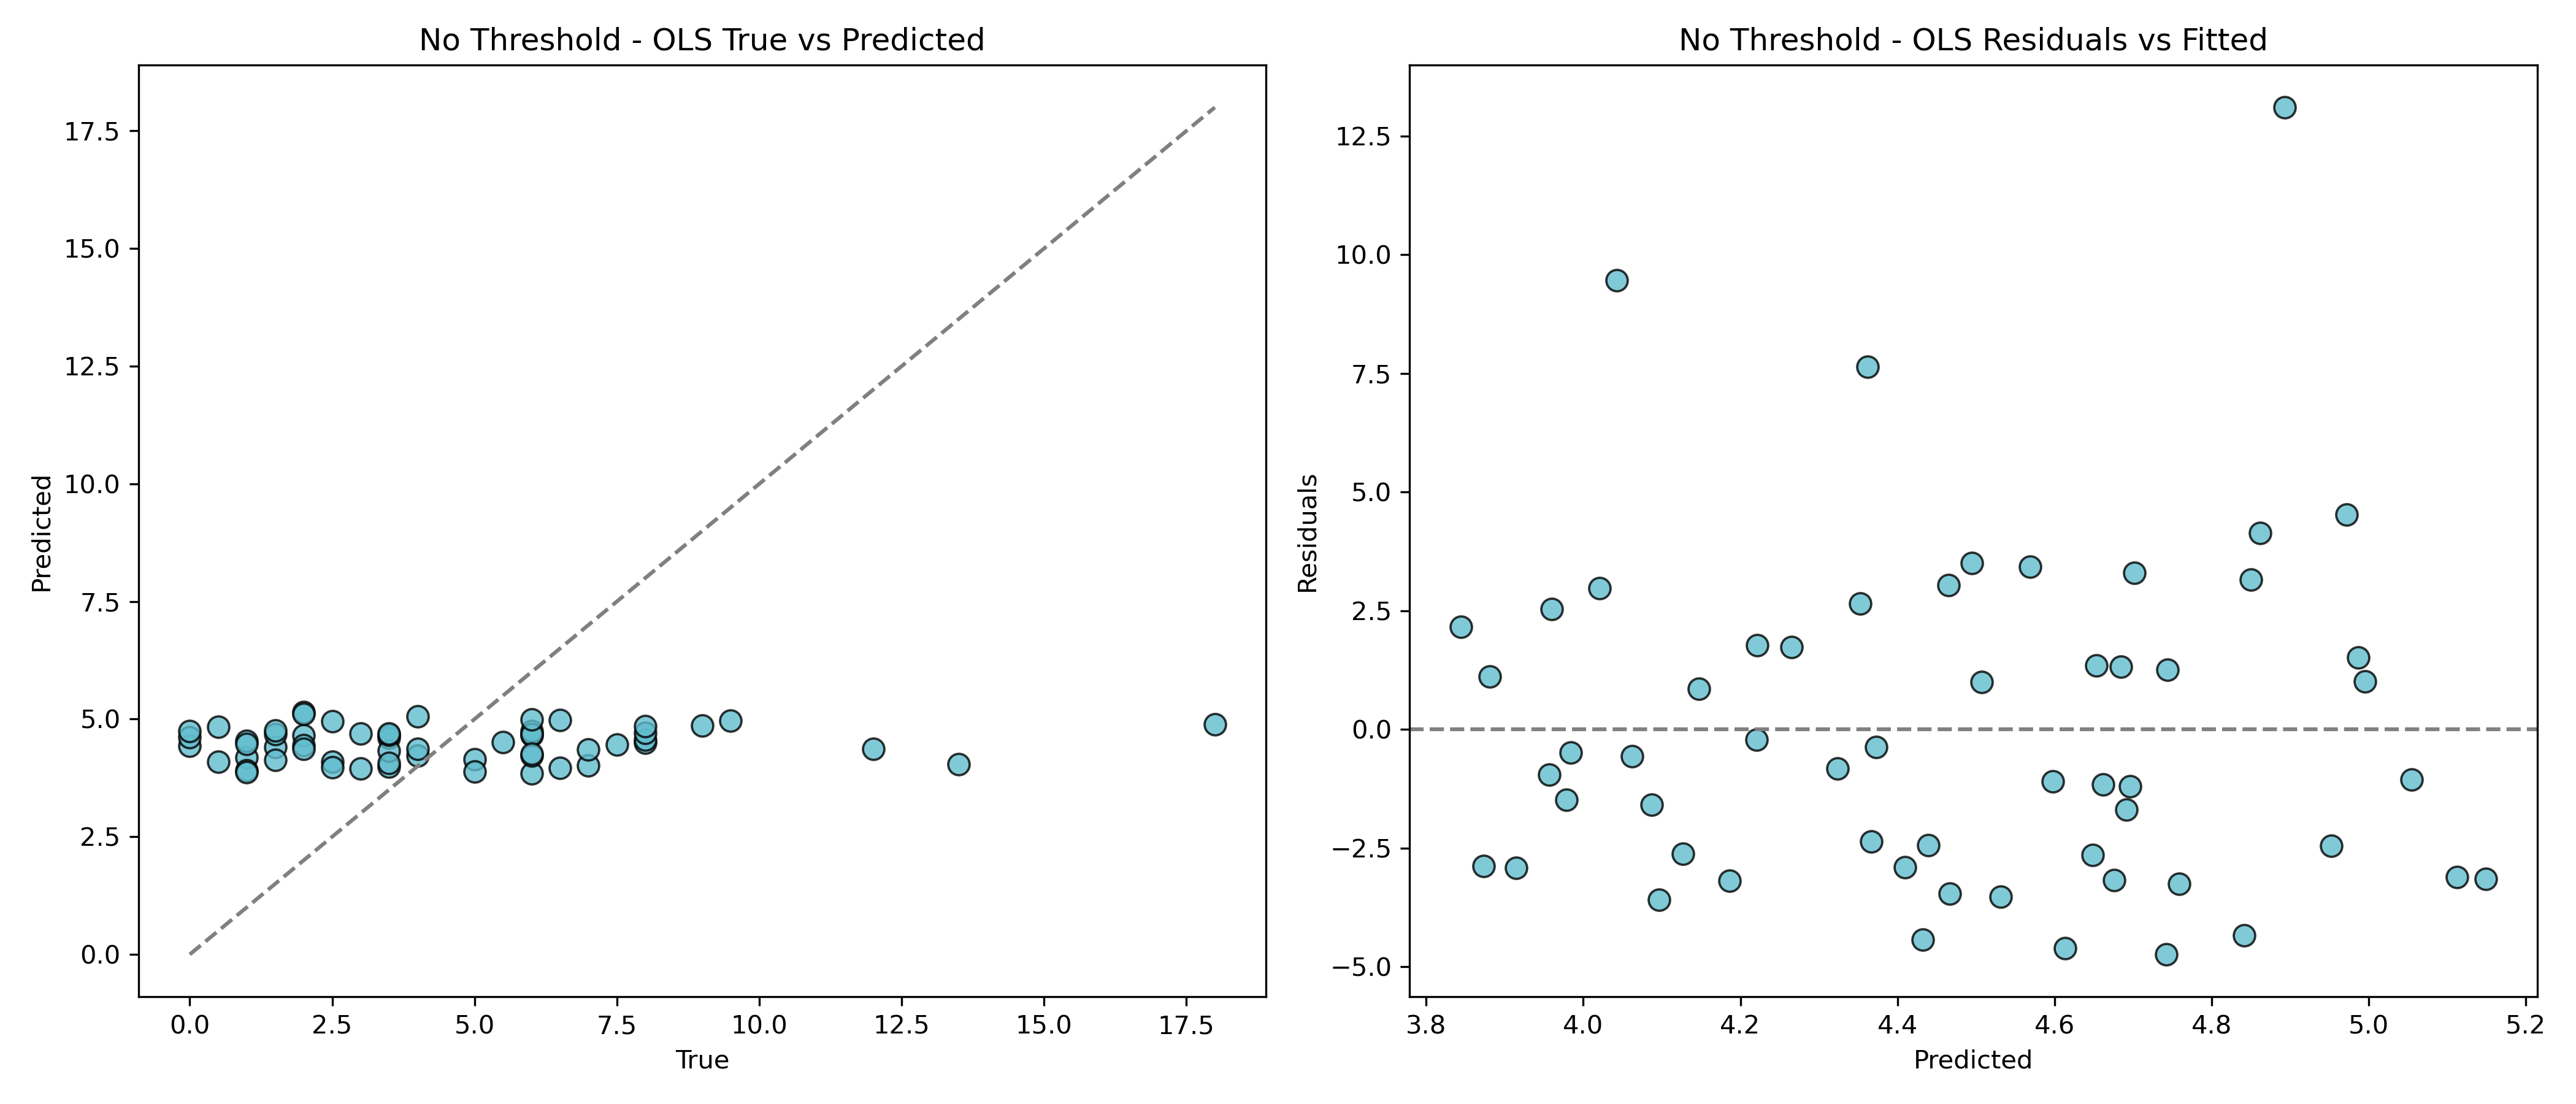 No Threshold - OLS True vs Predicted
Predicted
17.5
15.0
12.5
10.0
7.5
5.0
2.5
0.0
0.0 2.5 5.0 7.5 10.0 12.5 15.0 17.5
True
No Threshold - OLS Residuals vs Fitted
Residuals
12.5
10.0
7.5
5.0
2.5
0.0
−2.5
−5.0
3.8 4.0 4.2 4.4 4.6 4.8 5.0 5.2
Predicted